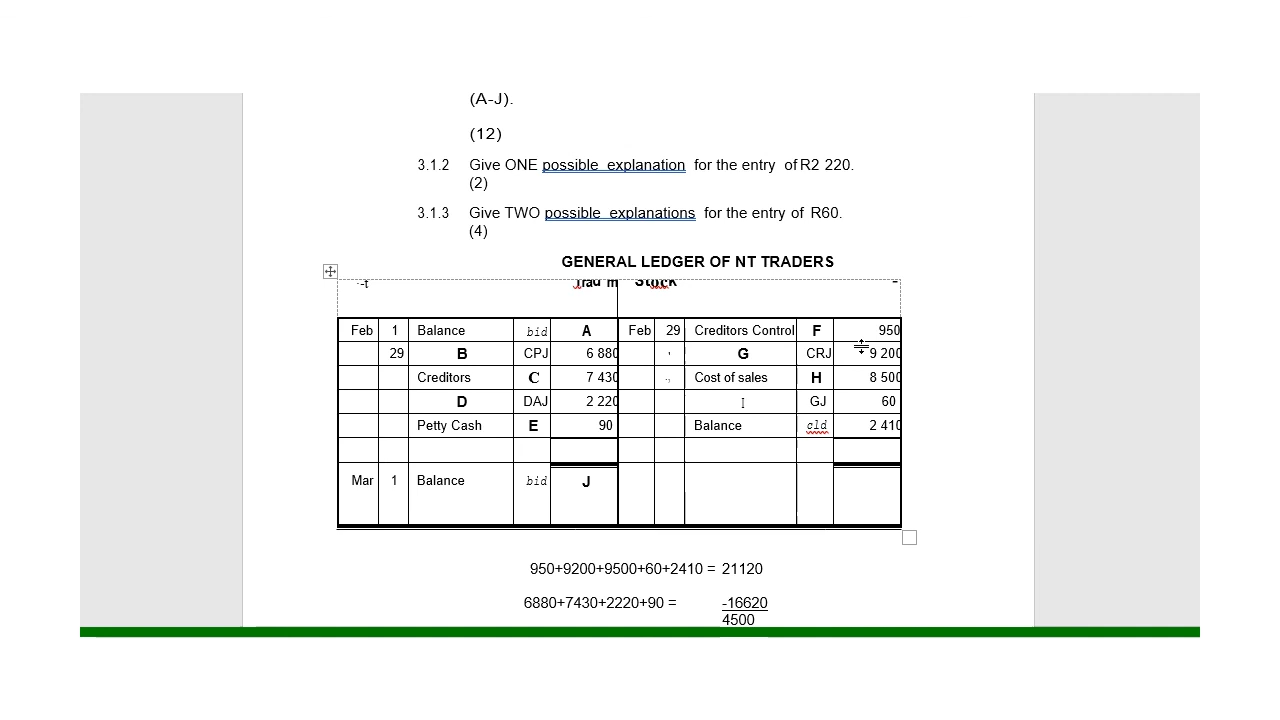 (A-J).
(12)
3.1.2 Give ONE possible explanation for the entry of R2 220.
(2)
3.1.3 Give TWO possible explanations for the entry of R60.
(4)
GENERAL LEDGER OF NT TRADERS
Stock
Feb 1 Balance bid A Feb 29 Creditors Control F 950
29 B CPJ 6 880 G CRJ 9 200
Creditors C 7 430 Cost of sales H 8 500
D DAJ 2 220 I GJ 60
Petty Cash E 90 Balance cld 2 410
Mar 1 Balance bid J
950+9200+9500+60+2410 = 21120
6880+7430+2220+90 = -16620
4500